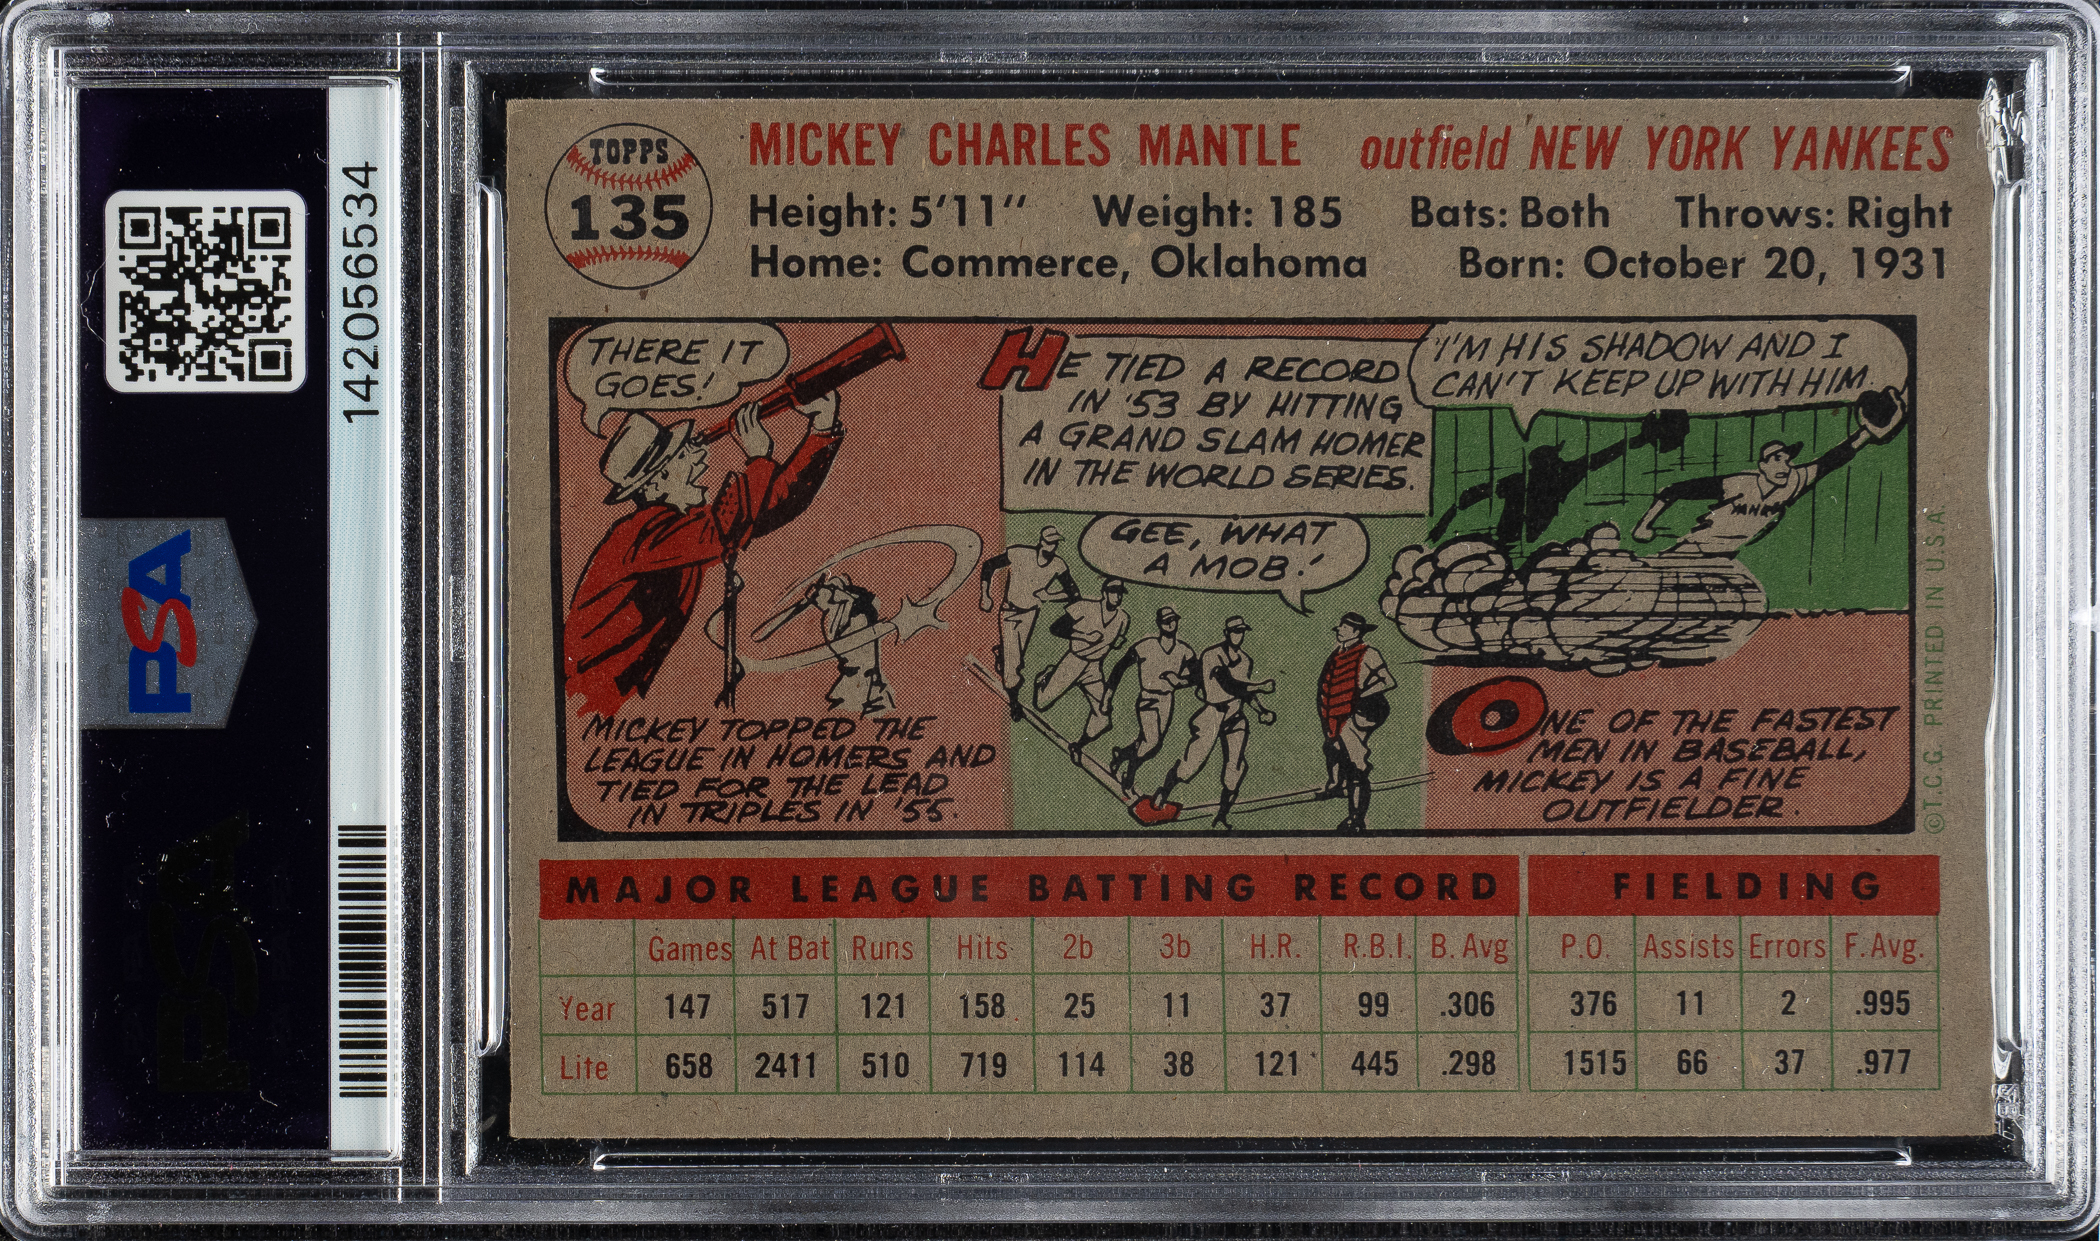 142056534
PSA
TOPPS
135
MICKEY CHARLES MANTLE outfield NEW YORK YANKEES
Height: 5'11" Weight: 185 Bats: Both Throws: Right
Home: Commerce, Oklahoma Born: October 20, 1931
THERE IT
GOES!
MICKEY TOPPED THE
LEAGUE IN HOMERS AND
TIED FOR THE LEAD
IN TRIPLES IN '55.
HE TIED A RECORD
IN '53 BY HITTING
A GRAND SLAM HOMER
IN THE WORLD SERIES.
GEE, WHAT
A MOB!
I'M HIS SHADOW AND I
CAN'T KEEP UP WITH HIM.
YANKE
ONE OF THE FASTEST
MEN IN BASEBALL,
MICKEY IS A FINE
OUTFIELDER.
© T.C.G. PRINTED IN U.S.A.
MAJOR LEAGUE BATTING RECORD FIELDING
Games At Bat Runs Hits 2b 3b H.R. R.B.I. B. Avg P.O. Assists Errors F. Avg.
Year 147 517 121 158 25 11 37 99 .306 376 11 2 .995
Life 658 2411 510 719 114 38 121 445 .298 1515 66 37 .977
PSA